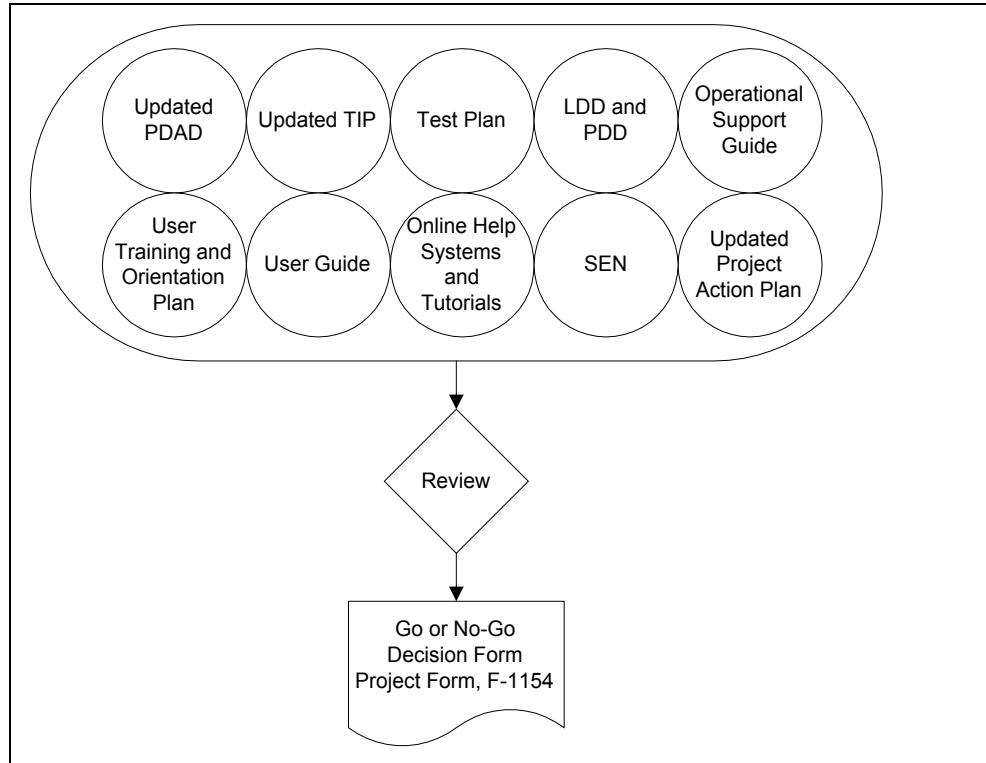 Updated
PDAD
Updated TIP
Test Plan
LDD and
PDD
Operational
Support
Guide
User
Training and
Orientation
Plan
User Guide
Online Help
Systems
and
Tutorials
SEN
Updated
Project
Action Plan
Review
Go or No-Go
Decision Form
Project Form, F-1154